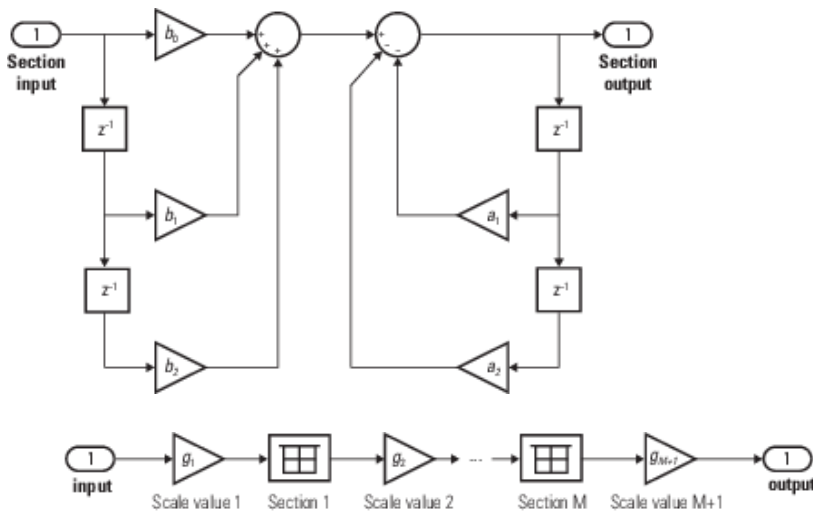 1 b₀ + + + + - - 1
Section input Section output
z⁻¹ z⁻¹
b₁ a₁
z⁻¹ z⁻¹
b₂ a₂
1 g₁ g₂ ... g_M+1 1
input Scale value 1 Section 1 Scale value 2 Section M Scale value M+1 output